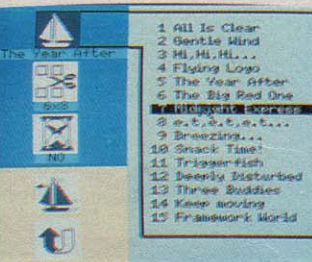 The Year After
6x8
NO
1 All Is Clear
2 Gentle Wind
3 Hi,Hi,Hi...
4 Flying Logo
5 The Year After
6 The Big Red One
7 Midnight Express
8 e.t,e.t,e.t...
9 Breezing...
10 Snack Time!
11 Triggerfish
12 Deeply Disturbed
13 Three Buddies
14 Keep moving
15 Framework World